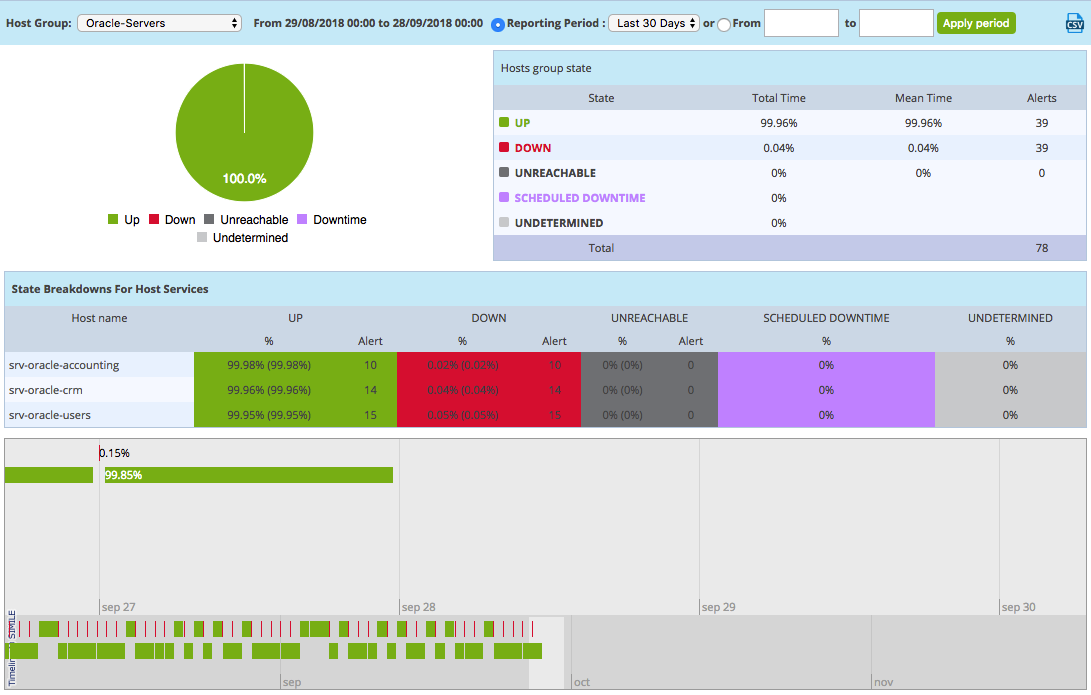 Host Group: Oracle-Servers From 29/08/2018 00:00 to 28/09/2018 00:00 Reporting Period : Last 30 Days or From to Apply period CSV
100.0%
Up Down Unreachable Downtime
Undetermined
Hosts group state
State Total Time Mean Time Alerts
UP 99.96% 99.96% 39
DOWN 0.04% 0.04% 39
UNREACHABLE 0% 0% 0
SCHEDULED DOWNTIME 0%
UNDETERMINED 0%
Total 78
State Breakdowns For Host Services
Host name UP DOWN UNREACHABLE SCHEDULED DOWNTIME UNDETERMINED
% Alert % Alert % Alert % %
srv-oracle-accounting 99.98% (99.98%) 10 0.02% (0.02%) 10 0% (0%) 0 0% 0%
srv-oracle-crm 99.96% (99.96%) 14 0.04% (0.04%) 14 0% (0%) 0 0% 0%
srv-oracle-users 99.95% (99.95%) 15 0.05% (0.05%) 15 0% (0%) 0 0% 0%
0.15%
99.85%
sep 27 sep 28 sep 29 sep 30
sep oct nov
SIMILE
Timeline